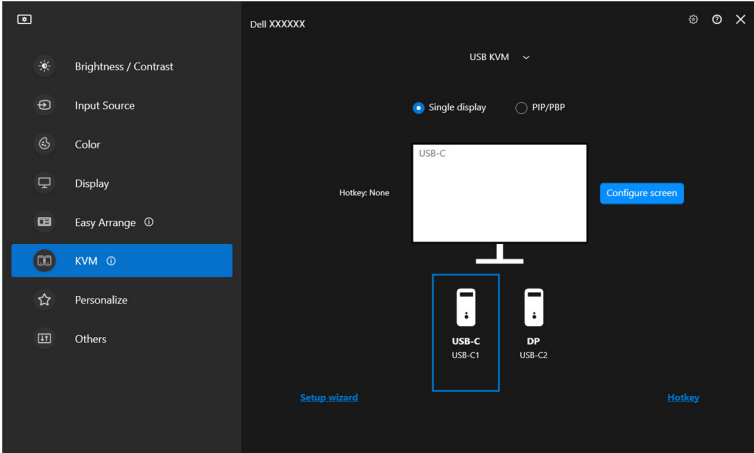 Dell XXXXXX
Brightness / Contrast
Input Source
Color
Display
Easy Arrange
KVM
Personalize
Others
USB KVM
Single display
PIP/PBP
USB-C
Hotkey: None
Configure screen
USB-C
USB-C1
DP
USB-C2
Setup wizard
Hotkey